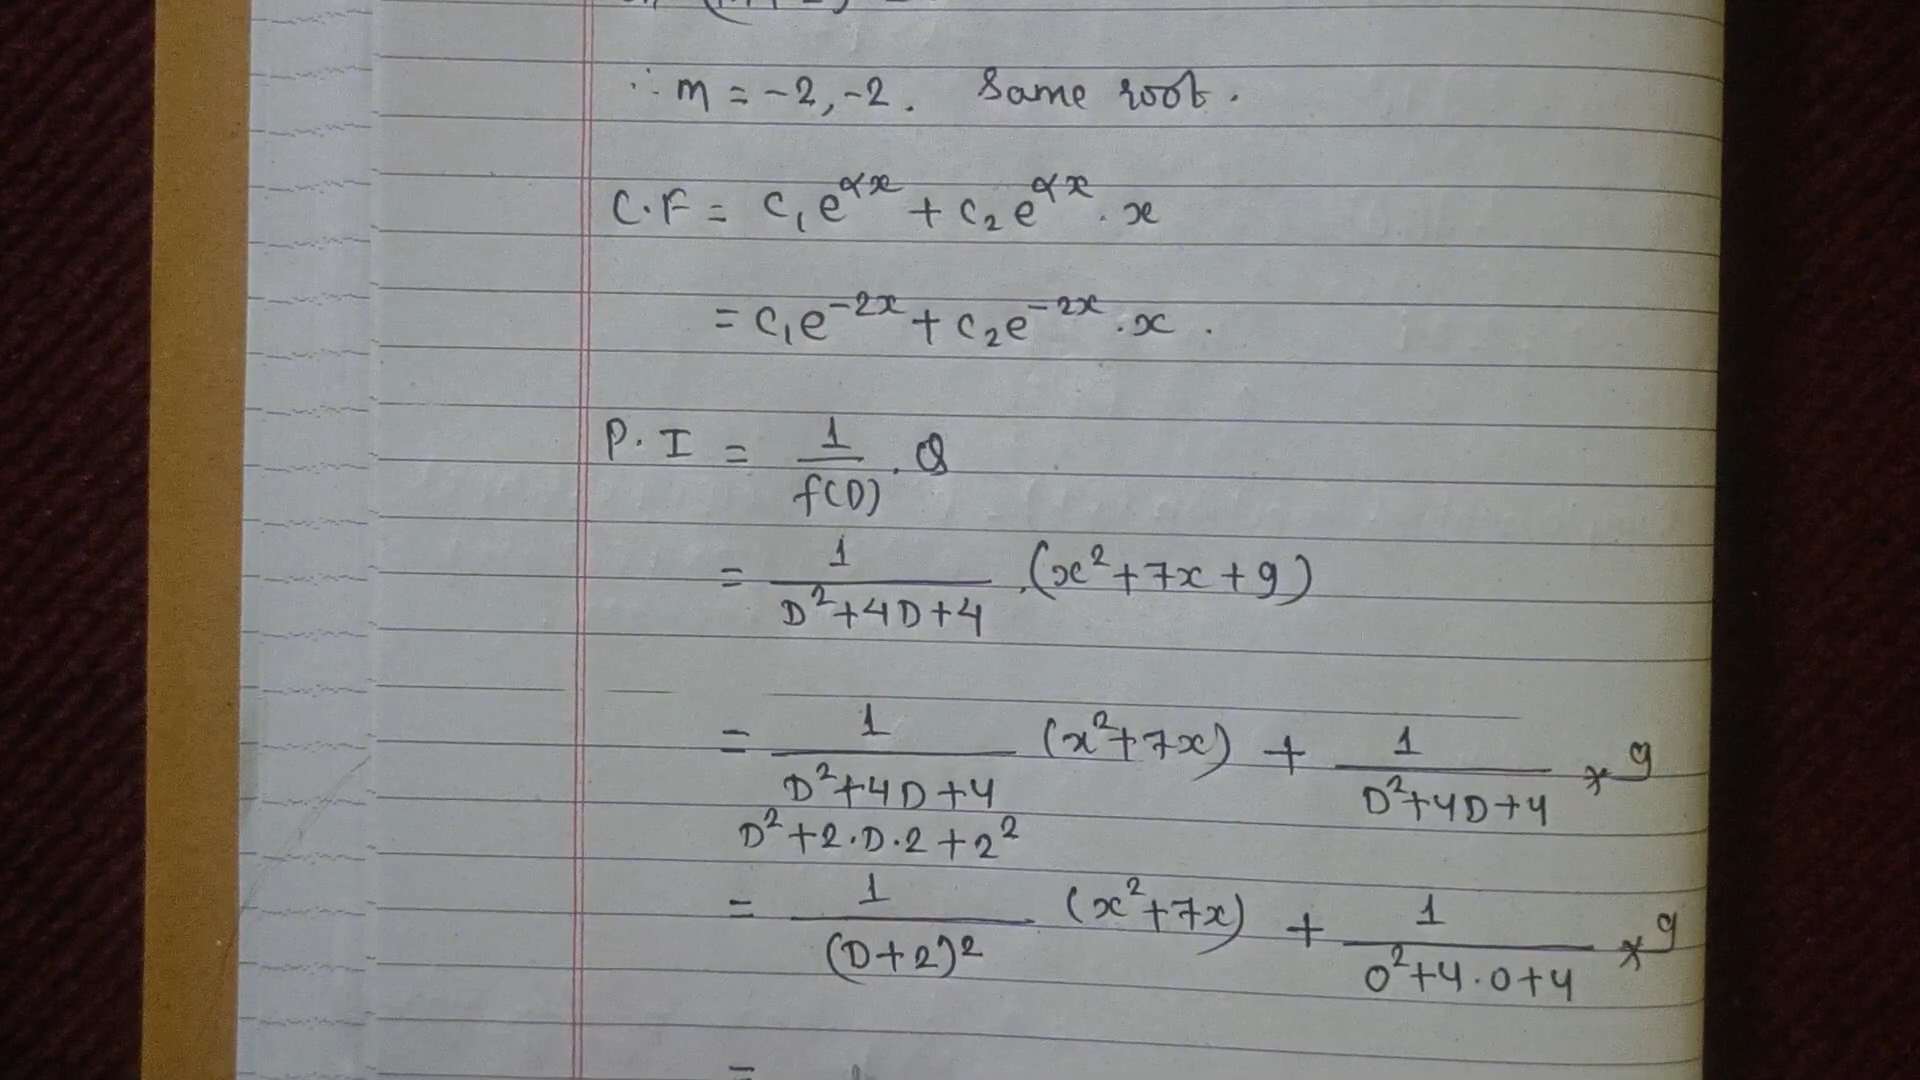 ∴ m = -2, -2. Same root.
C.F = c₁e^αx + c₂e^αx . x
= c₁e^-2x + c₂e^-2x . x .
P. I = 1/f(D) . Q
= 1/(D²+4D+4) . (x²+7x+9)
= 1/(D²+4D+4) (x²+7x) + 1/(D²+4D+4) * 9
D²+2.D.2+2²
= 1/(D+2)² (x²+7x) + 1/(0²+4.0+4) * 9
=